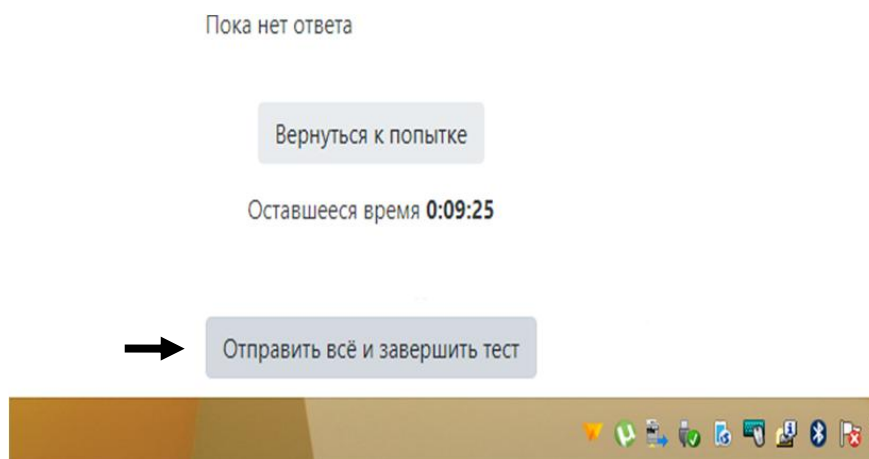 Пока нет ответа
Вернуться к попытке
Оставшееся время 0:09:25
Отправить всё и завершить тест